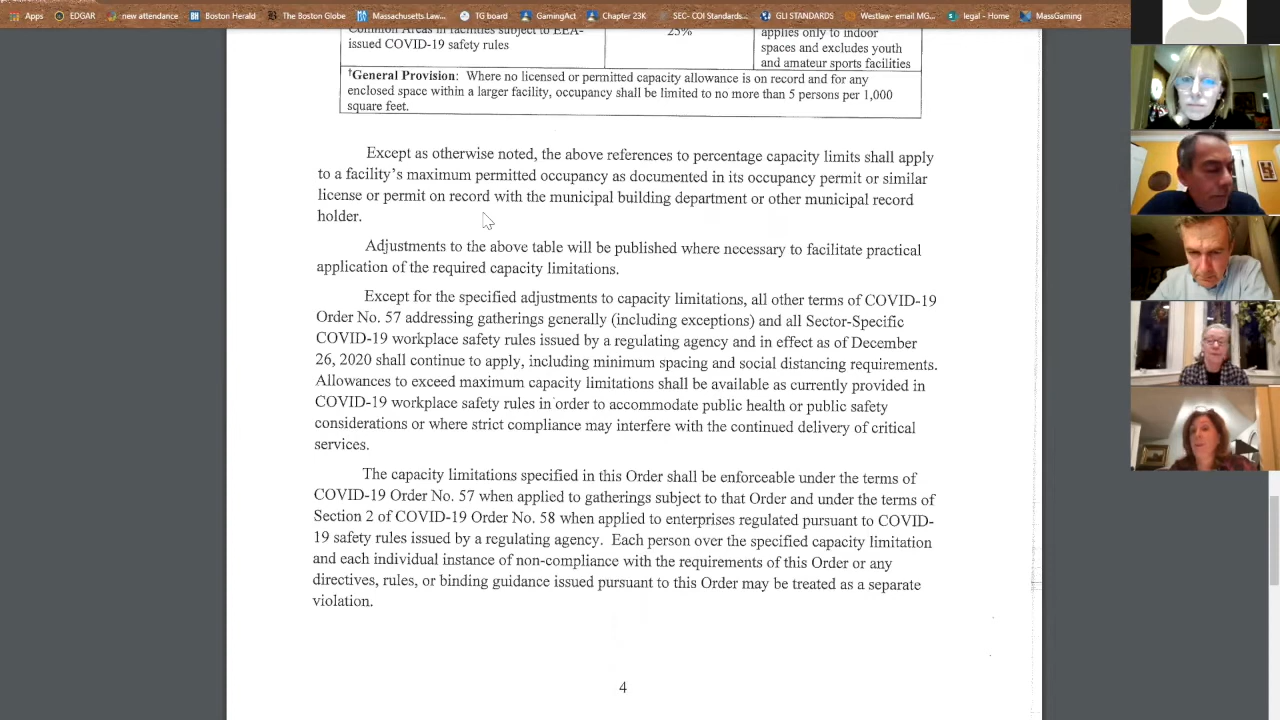 Apps EDGAR new attendance Boston Herald The Boston Globe Massachusetts Law... TG board GamingAct Chapter 23K SEC- COI Standards... GLI STANDARDS Westlaw- email MG... legal - Home MassGaming
Common Areas in facilities subject to EEA-
issued COVID-19 safety rules
25%
applies only to indoor
spaces and excludes youth
and amateur sports facilities
†General Provision: Where no licensed or permitted capacity allowance is on record and for any
enclosed space within a larger facility, occupancy shall be limited to no more than 5 persons per 1,000
square feet.
Except as otherwise noted, the above references to percentage capacity limits shall apply
to a facility's maximum permitted occupancy as documented in its occupancy permit or similar
license or permit on record with the municipal building department or other municipal record
holder.
Adjustments to the above table will be published where necessary to facilitate practical
application of the required capacity limitations.
Except for the specified adjustments to capacity limitations, all other terms of COVID-19
Order No. 57 addressing gatherings generally (including exceptions) and all Sector-Specific
COVID-19 workplace safety rules issued by a regulating agency and in effect as of December
26, 2020 shall continue to apply, including minimum spacing and social distancing requirements.
Allowances to exceed maximum capacity limitations shall be available as currently provided in
COVID-19 workplace safety rules in order to accommodate public health or public safety
considerations or where strict compliance may interfere with the continued delivery of critical
services.
The capacity limitations specified in this Order shall be enforceable under the terms of
COVID-19 Order No. 57 when applied to gatherings subject to that Order and under the terms of
Section 2 of COVID-19 Order No. 58 when applied to enterprises regulated pursuant to COVID-
19 safety rules issued by a regulating agency. Each person over the specified capacity limitation
and each individual instance of non-compliance with the requirements of this Order or any
directives, rules, or binding guidance issued pursuant to this Order may be treated as a separate
violation.
4